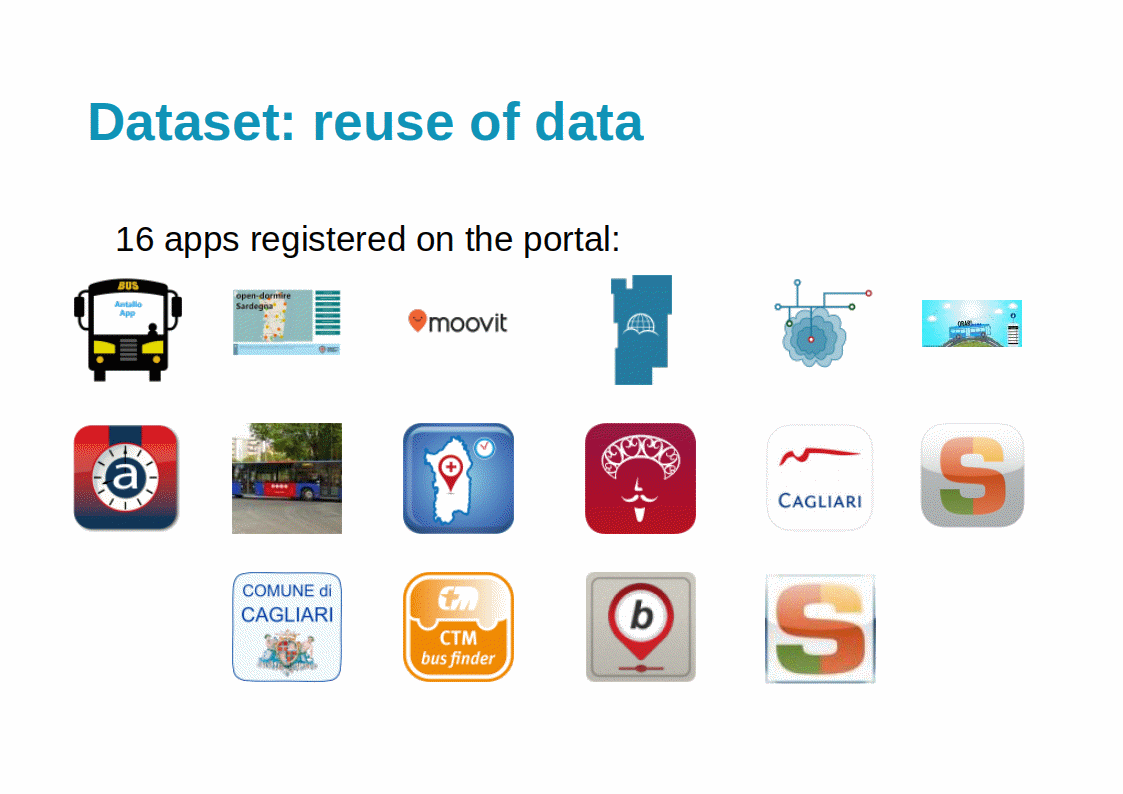 Dataset: reuse of data
16 apps registered on the portal:
BUS
Antalio
App
open-dormire
Sardegna
moovit
ORARI
a
CAGLIARI
S
COMUNE di
CAGLIARI
CTM
bus finder
b
S